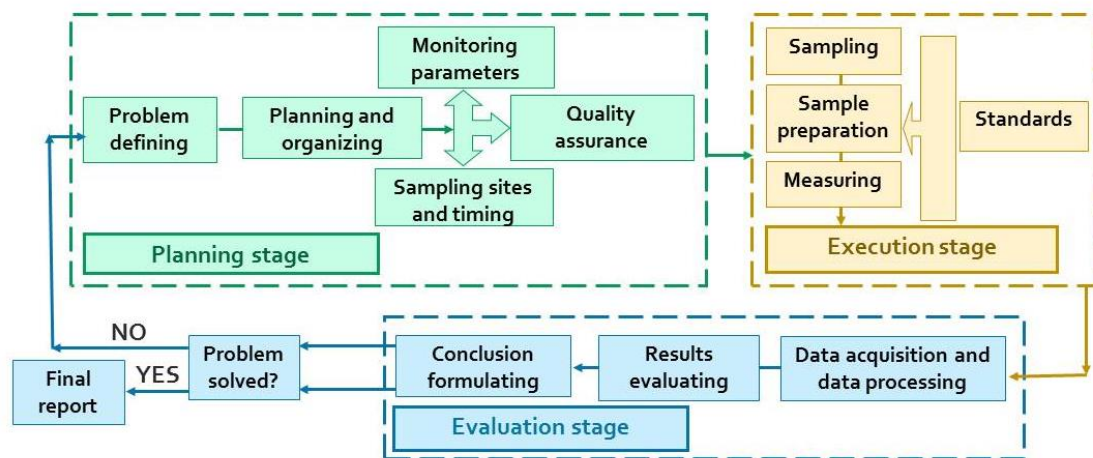 Monitoring
parameters
Problem
defining
Planning and
organizing
Quality
assurance
Sampling sites
and timing
Planning stage
Sampling
Sample
preparation
Standards
Measuring
Execution stage
NO
YES
Final
report
Problem
solved?
Conclusion
formulating
Results
evaluating
Data acquisition and
data processing
Evaluation stage